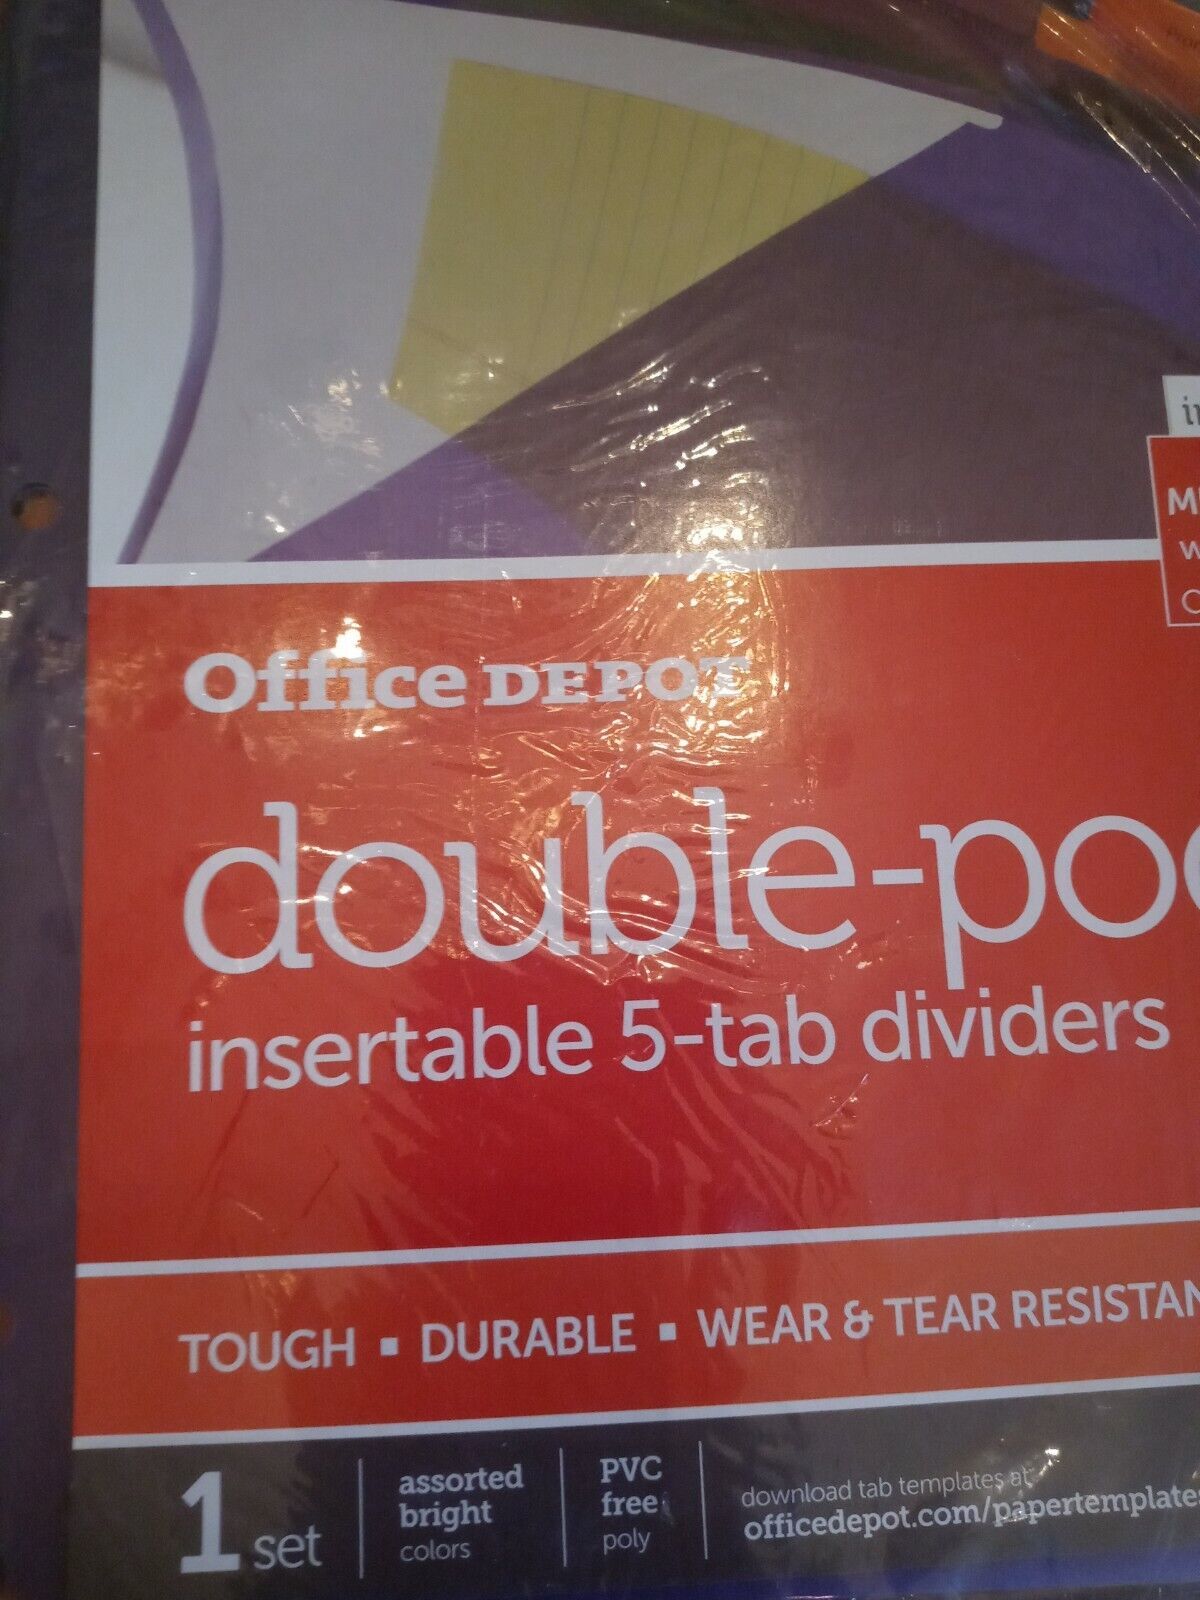 Office DEPOT
double-poc
insertable 5-tab dividers
TOUGH ▪ DURABLE ▪ WEAR & TEAR RESISTAN
1 set
assorted
bright
colors
PVC
free
poly
download tab templates at
officedepot.com/papertemplates